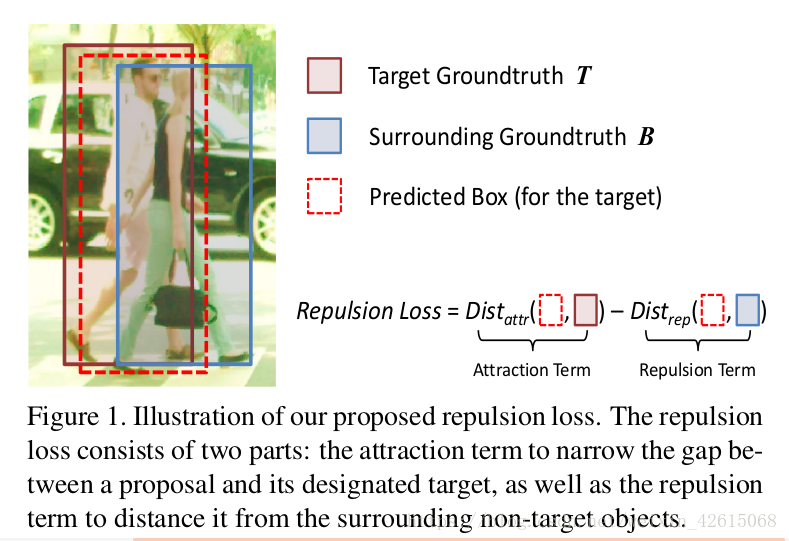 Target Groundtruth T
Surrounding Groundtruth B
Predicted Box (for the target)
Repulsion Loss = Dist_attr( , ) – Dist_rep( , )
Attraction Term Repulsion Term
Figure 1. Illustration of our proposed repulsion loss. The repulsion
loss consists of two parts: the attraction term to narrow the gap be-
tween a proposal and its designated target, as well as the repulsion
term to distance it from the surrounding non-target objects.